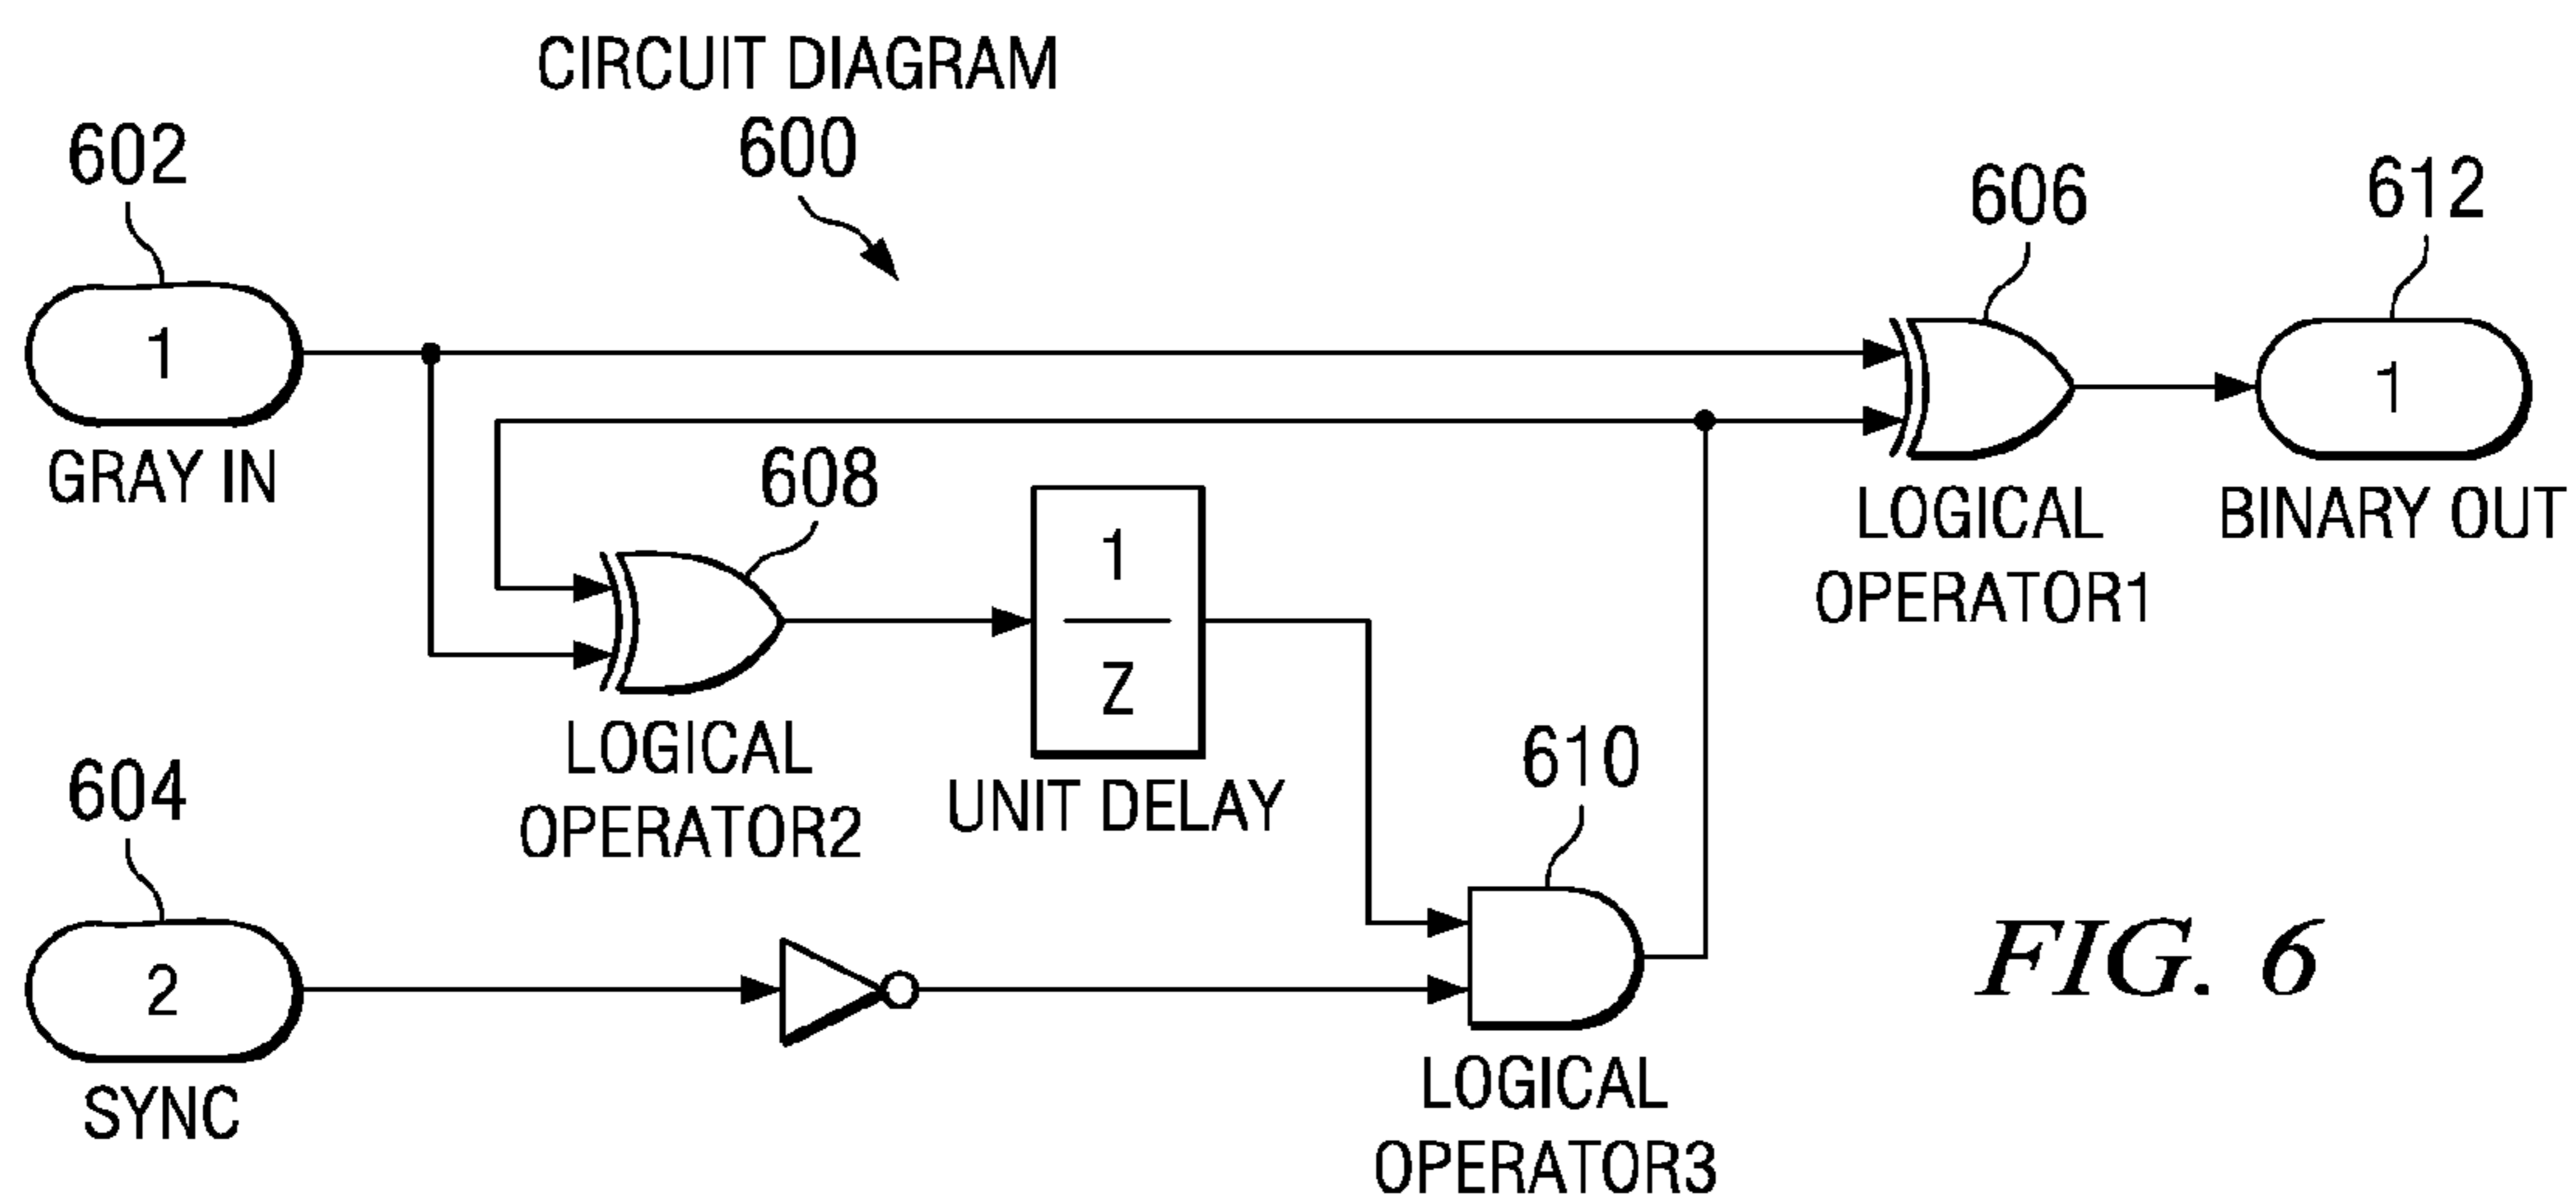 CIRCUIT DIAGRAM
600
602
1
GRAY IN
606
612
1
LOGICAL
OPERATOR1
BINARY OUT
608
LOGICAL
OPERATOR2
1
Z
UNIT DELAY
604
2
SYNC
610
LOGICAL
OPERATOR3
FIG. 6